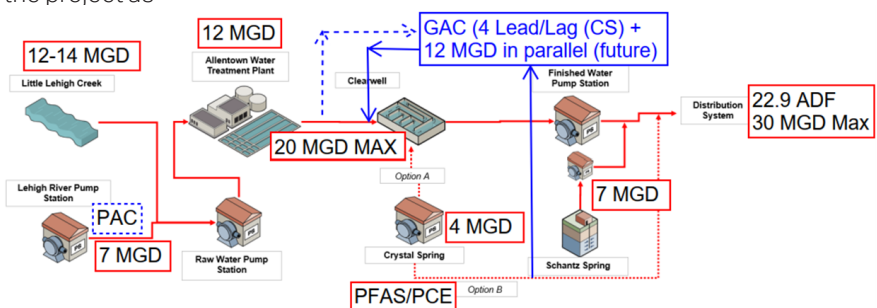 the project as
12-14 MGD
Little Lehigh Creek
12 MGD
Allentown Water
Treatment Plant
GAC (4 Lead/Lag (CS) +
12 MGD in parallel (future)
Clearwell
Finished Water
Pump Station
Distribution
System
22.9 ADF
30 MGD Max
20 MGD MAX
Option A
Lehigh River Pump
Station
PAC
7 MGD
Raw Water Pump
Station
4 MGD
Crystal Spring
7 MGD
Schantz Spring
PFAS/PCE
Option B